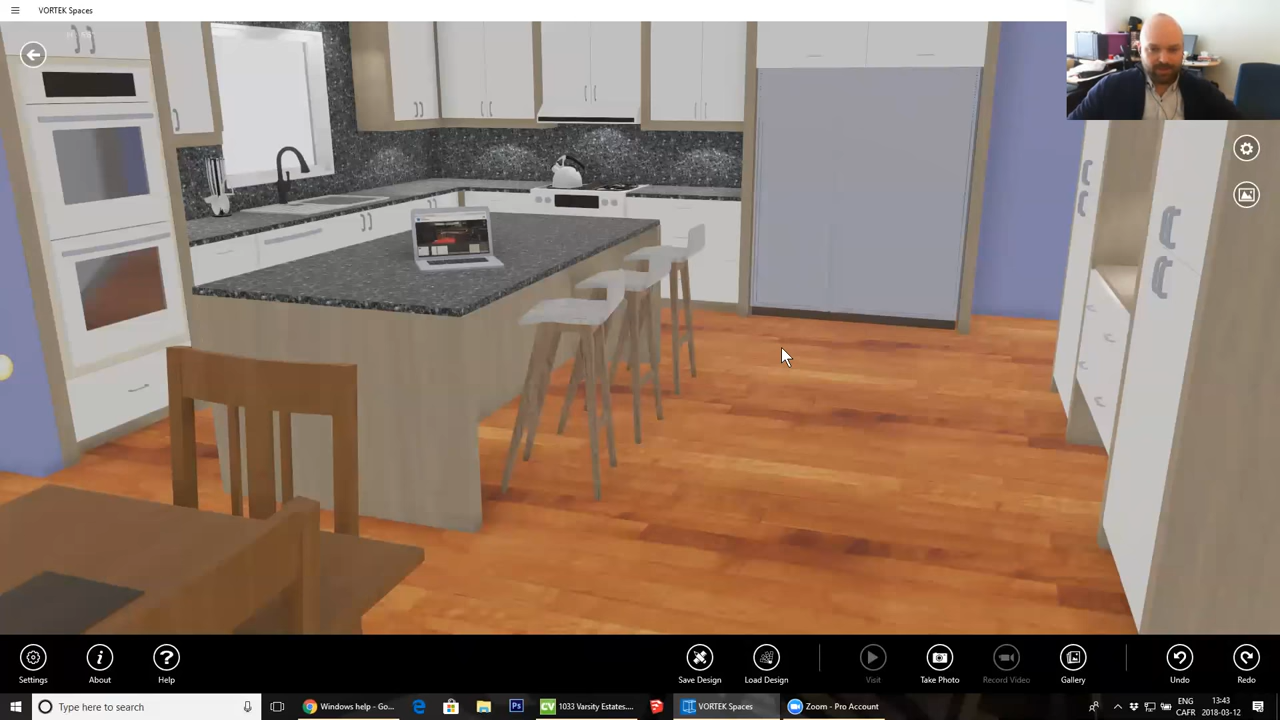 VORTEK Spaces
Settings
About
Help
Save Design
Load Design
Visit
Take Photo
Record Video
Gallery
Undo
Redo
Type here to search
Windows help - Go...
Ps
CV
1033 Varsity Estates....
VORTEK Spaces
Zoom - Pro Account
ENG
CAFR
13:43
2018-03-12